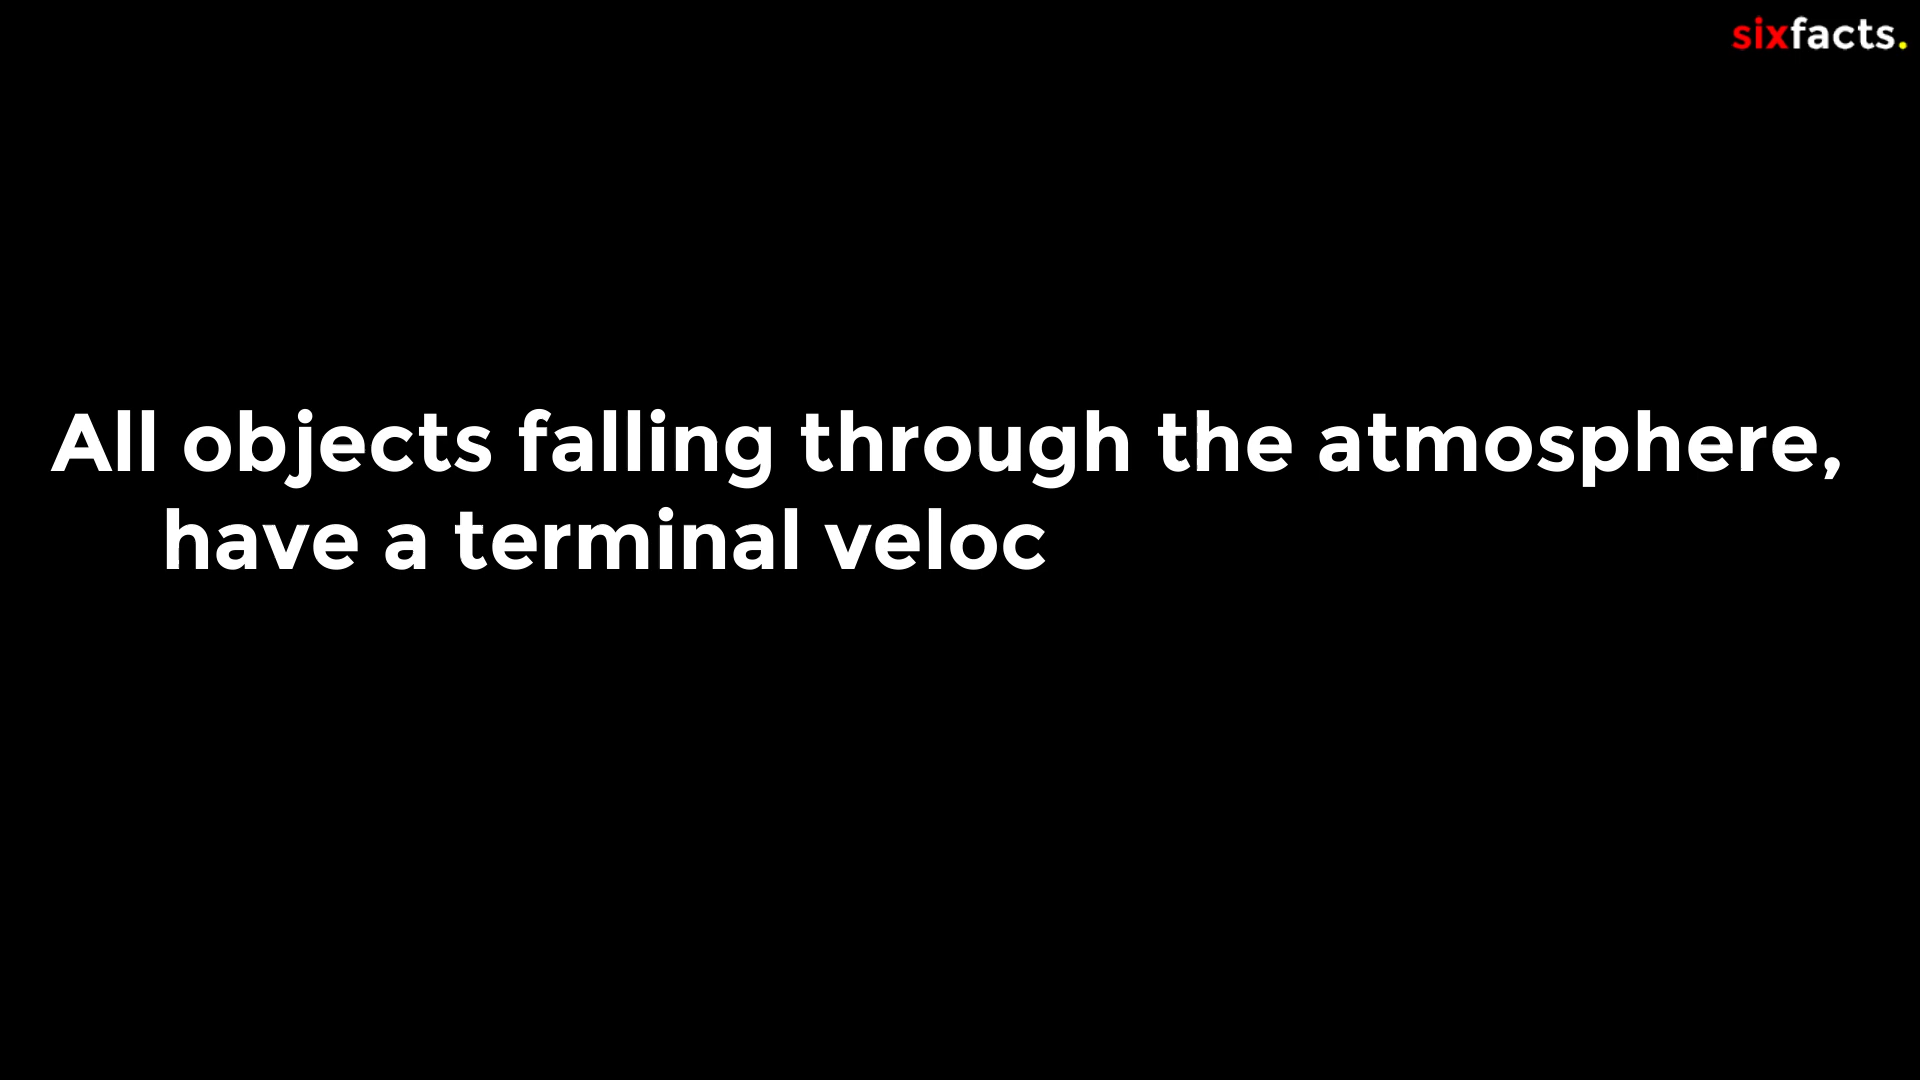 sixfacts.
All objects falling through the atmosphere,
have a terminal veloc